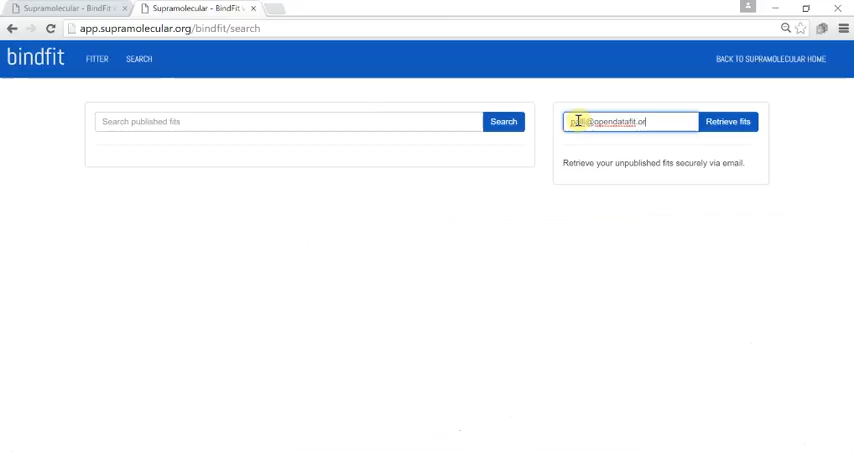 Supramolecular - BindFit v
Supramolecular - BindFit v
app.supramolecular.org/bindfit/search
bindfit
FITTER
SEARCH
BACK TO SUPRAMOLECULAR HOME
Search published fits
Search
@opendatafit.or
Retrieve fits
Retrieve your unpublished fits securely via email.